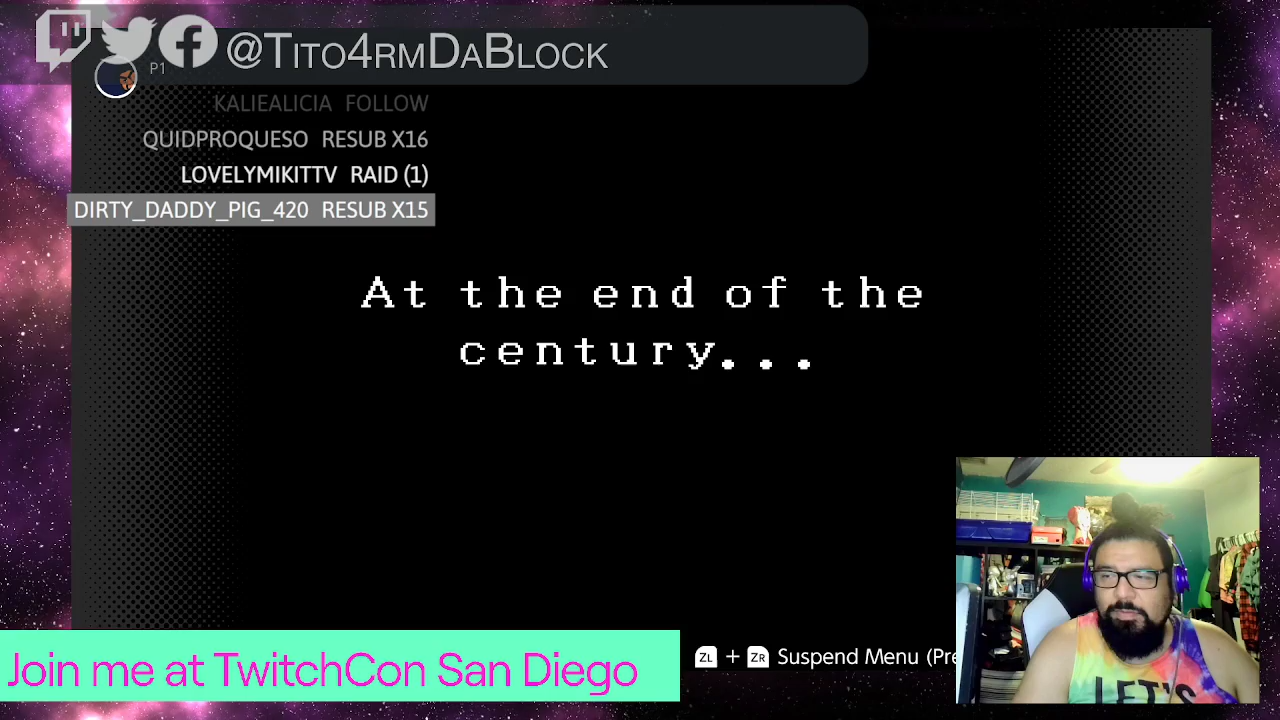 @Tito4rmDaBlock
P1
KALIEALICIA FOLLOW
QUIDPROQUESO RESUB X16
LOVELYMIKITTV RAID (1)
DIRTY_DADDY_PIG_420 RESUB X15
At the end of the
century...
Join me at TwitchCon San Diego
ZL + ZR Suspend Menu (Pre
LET'S